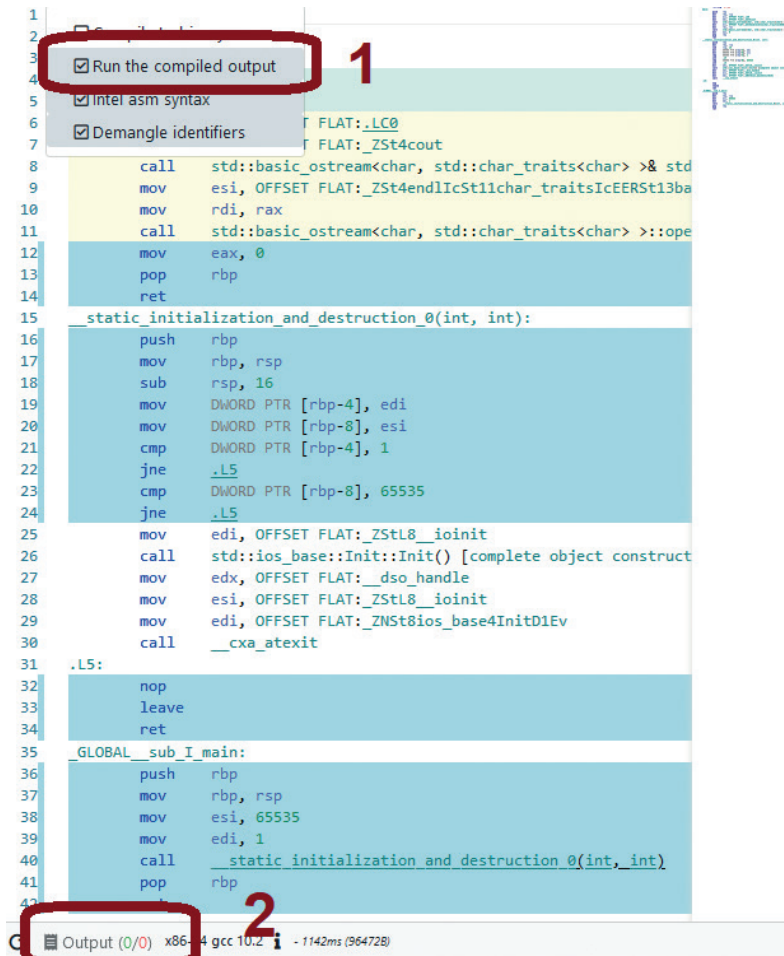 1
2
3 Run the compiled output 1
4
5 Intel asm syntax
6 Demangle identifiers T FLAT:.LC0
7 T FLAT:_ZSt4cout
8 call std::basic_ostream<char, std::char_traits<char> >& std
9 mov esi, OFFSET FLAT:_ZSt4endlIcSt11char_traitsIcEERSt13ba
10 mov rdi, rax
11 call std::basic_ostream<char, std::char_traits<char> >::ope
12 mov eax, 0
13 pop rbp
14 ret
15 __static_initialization_and_destruction_0(int, int):
16 push rbp
17 mov rbp, rsp
18 sub rsp, 16
19 mov DWORD PTR [rbp-4], edi
20 mov DWORD PTR [rbp-8], esi
21 cmp DWORD PTR [rbp-4], 1
22 jne .L5
23 cmp DWORD PTR [rbp-8], 65535
24 jne .L5
25 mov edi, OFFSET FLAT:_ZStL8__ioinit
26 call std::ios_base::Init::Init() [complete object construct
27 mov edx, OFFSET FLAT:__dso_handle
28 mov esi, OFFSET FLAT:_ZStL8__ioinit
29 mov edi, OFFSET FLAT:_ZNSt8ios_base4InitD1Ev
30 call __cxa_atexit
31 .L5:
32 nop
33 leave
34 ret
35 _GLOBAL__sub_I_main:
36 push rbp
37 mov rbp, rsp
38 mov esi, 65535
39 mov edi, 1
40 call __static_initialization_and_destruction_0(int, int)
41 pop rbp
42
2
Output (0/0) x86- 4 gcc 10.2 i - 1142ms (96472B)